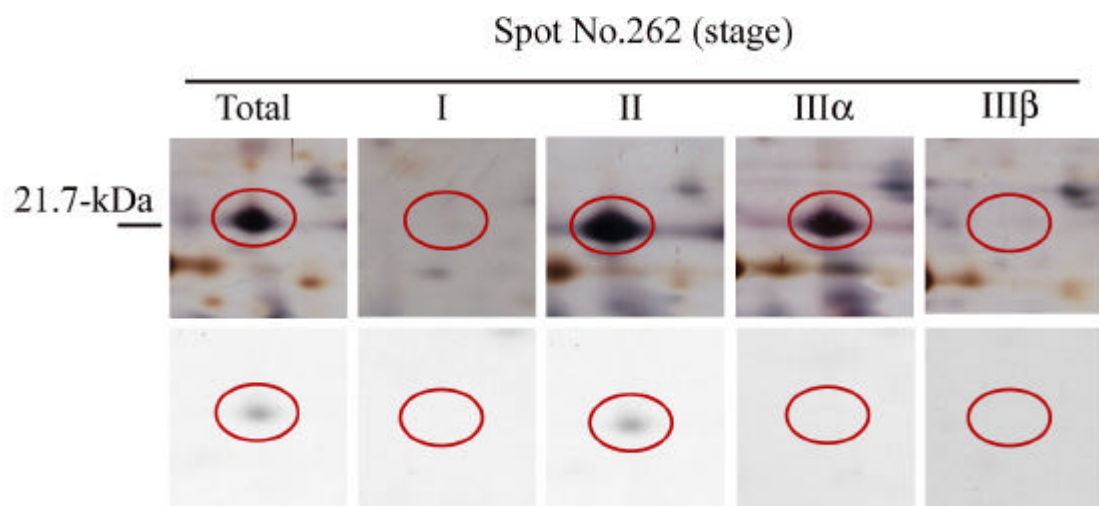 Spot No.262 (stage)
Total I II IIIα IIIβ
21.7-kDa